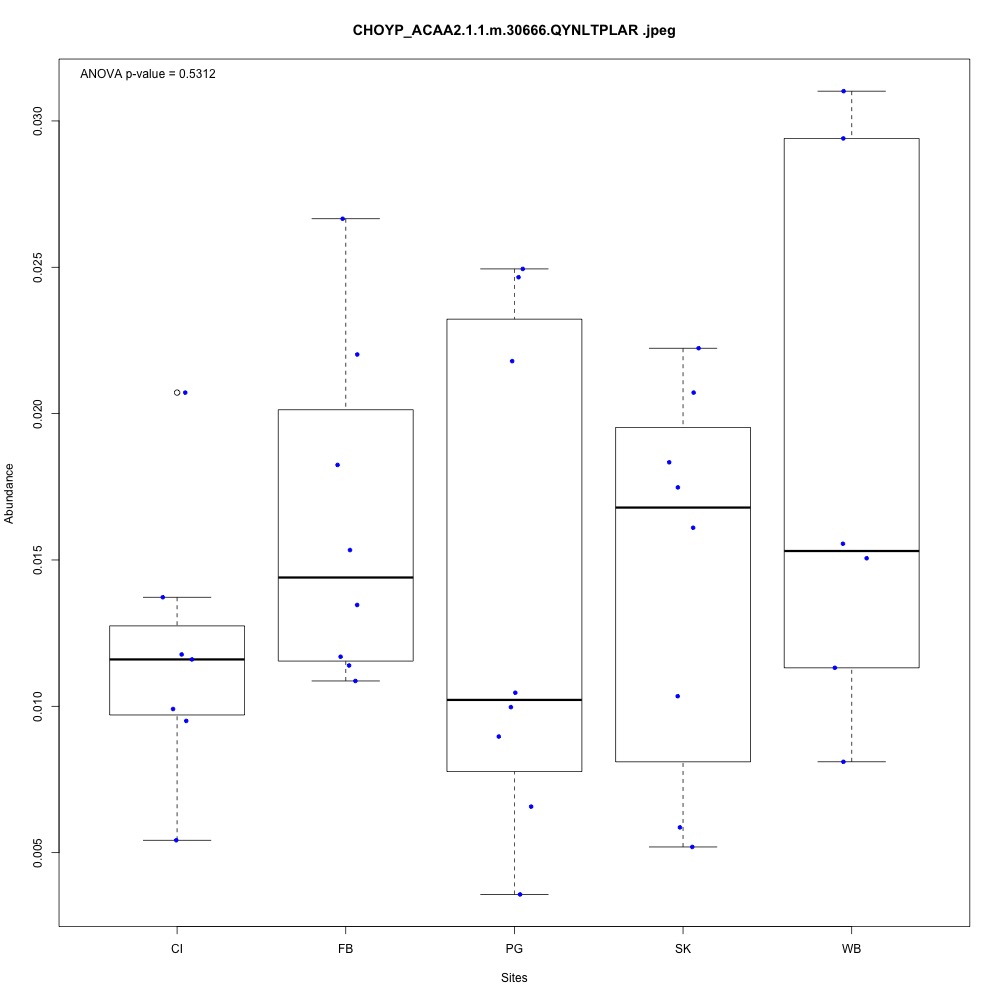 CHOYP_ACAA2.1.1.m.30666.QYNLTPLAR .jpeg
ANOVA p-value = 0.5312
0.030
0.025
0.020
0.015
0.010
0.005
Abundance
CI FB PG SK WB
Sites